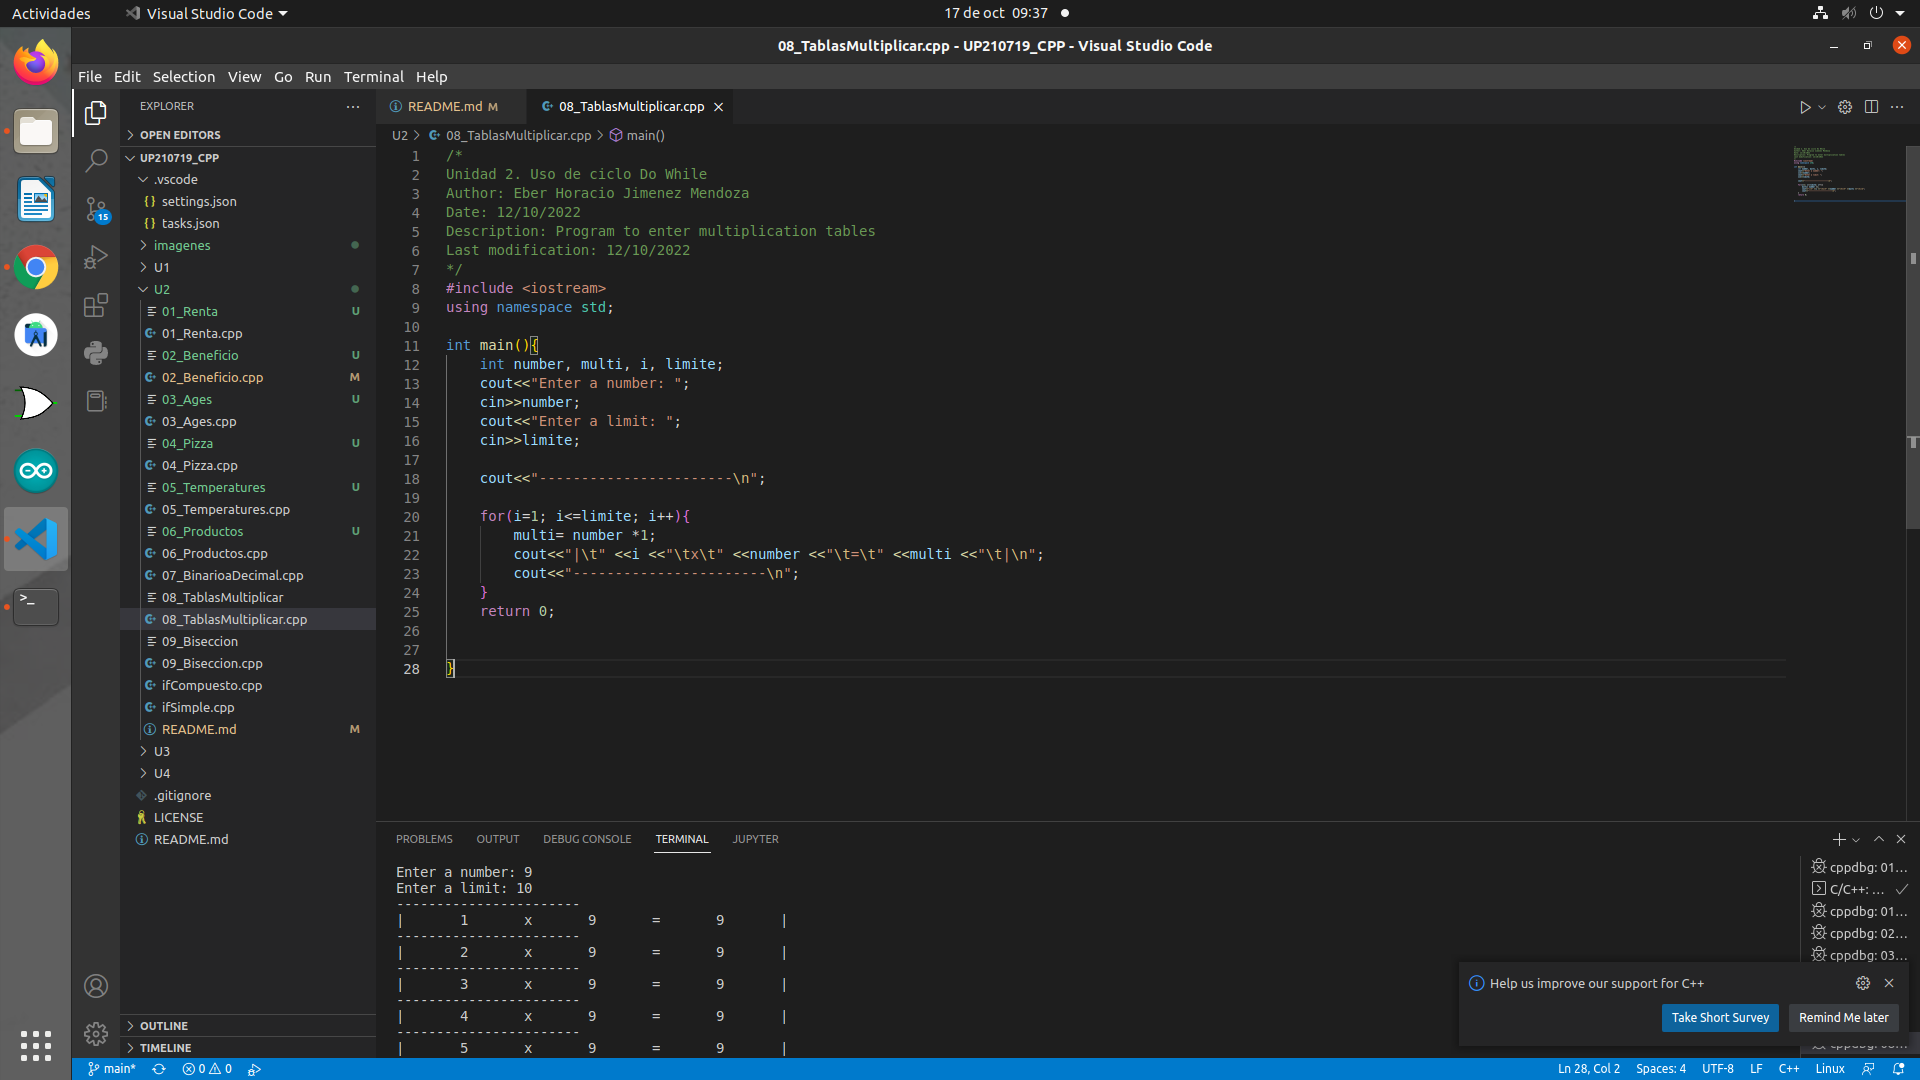 Actividades
Visual Studio Code
17 de oct 09:37
08_TablasMultiplicar.cpp - UP210719_CPP - Visual Studio Code
File Edit Selection View Go Run Terminal Help
EXPLORER
OPEN EDITORS
UP210719_CPP
.vscode
{} settings.json
{} tasks.json
imagenes
U1
U2
01_Renta U
01_Renta.cpp
02_Beneficio U
02_Beneficio.cpp M
03_Ages U
03_Ages.cpp
04_Pizza U
04_Pizza.cpp
05_Temperatures U
05_Temperatures.cpp
06_Productos U
06_Productos.cpp
07_BinarioaDecimal.cpp
08_TablasMultiplicar
08_TablasMultiplicar.cpp
09_Biseccion
09_Biseccion.cpp
ifCompuesto.cpp
ifSimple.cpp
README.md M
U3
U4
.gitignore
LICENSE
README.md
OUTLINE
TIMELINE
15
README.md M
08_TablasMultiplicar.cpp
U2 > 08_TablasMultiplicar.cpp > main()
1 /*
2 Unidad 2. Uso de ciclo Do While
3 Author: Eber Horacio Jimenez Mendoza
4 Date: 12/10/2022
5 Description: Program to enter multiplication tables
6 Last modification: 12/10/2022
7 */
8 #include <iostream>
9 using namespace std;
10
11 int main(){
12 int number, multi, i, limite;
13 cout<<"Enter a number: ";
14 cin>>number;
15 cout<<"Enter a limit: ";
16 cin>>limite;
17
18 cout<<"-----------------------\n";
19
20 for(i=1; i<=limite; i++){
21 multi= number *1;
22 cout<<"|\t" <<i <<"\tx\t" <<number <<"\t=\t" <<multi <<"\t|\n";
23 cout<<"-----------------------\n";
24 }
25 return 0;
26
27
28 }
PROBLEMS OUTPUT DEBUG CONSOLE TERMINAL JUPYTER
Enter a number: 9
Enter a limit: 10
-----------------------
| 1 x 9 = 9 |
-----------------------
| 2 x 9 = 9 |
-----------------------
| 3 x 9 = 9 |
-----------------------
| 4 x 9 = 9 |
-----------------------
| 5 x 9 = 9 |
cppdbg: 01...
C/C++: ...
cppdbg: 01...
cppdbg: 02...
cppdbg: 03...
Help us improve our support for C++
Take Short Survey
Remind Me later
main* 0 0
Ln 28, Col 2 Spaces: 4 UTF-8 LF C++ Linux